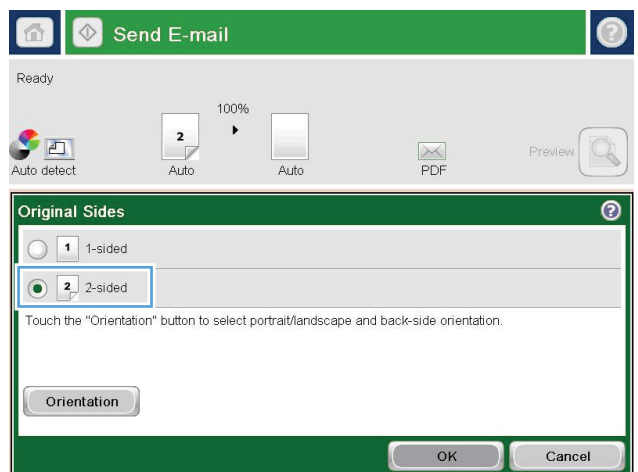 Send E-mail
?
Ready
100%
2
Auto detect
Auto
Auto
PDF
Preview
Original Sides
?
1 1-sided
2 2-sided
Touch the "Orientation" button to select portrait/landscape and back-side orientation.
Orientation
OK
Cancel